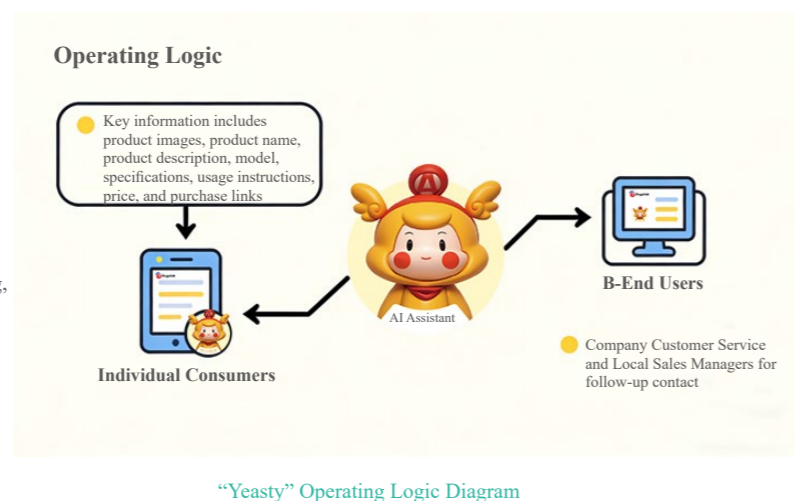 Operating Logic
Key information includes
product images, product name,
product description, model,
specifications, usage instructions,
price, and purchase links
AI Assistant
B-End Users
Individual Consumers
Company Customer Service
and Local Sales Managers for
follow-up contact
“Yeasty” Operating Logic Diagram